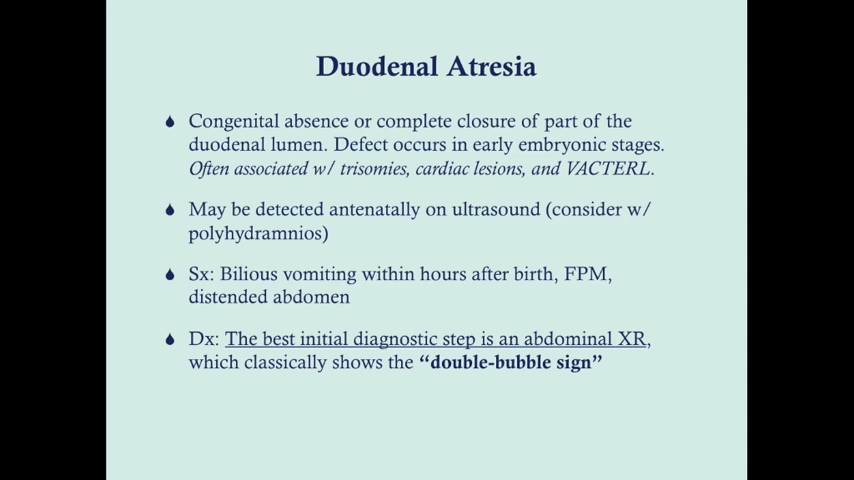 Duodenal Atresia
Congenital absence or complete closure of part of the
duodenal lumen. Defect occurs in early embryonic stages.
Often associated w/ trisomies, cardiac lesions, and VACTERL.
May be detected antenatally on ultrasound (consider w/
polyhydramnios)
Sx: Bilious vomiting within hours after birth, FPM,
distended abdomen
Dx: The best initial diagnostic step is an abdominal XR,
which classically shows the “double-bubble sign”